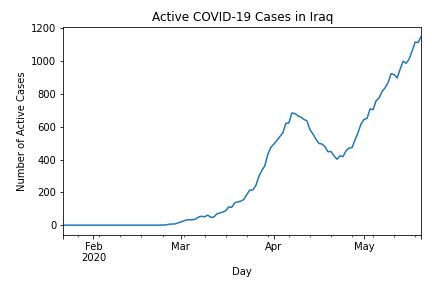 Active COVID-19 Cases in Iraq
Number of Active Cases
1200
1000
800
600
400
200
0
Feb
2020
Mar
Apr
May
Day